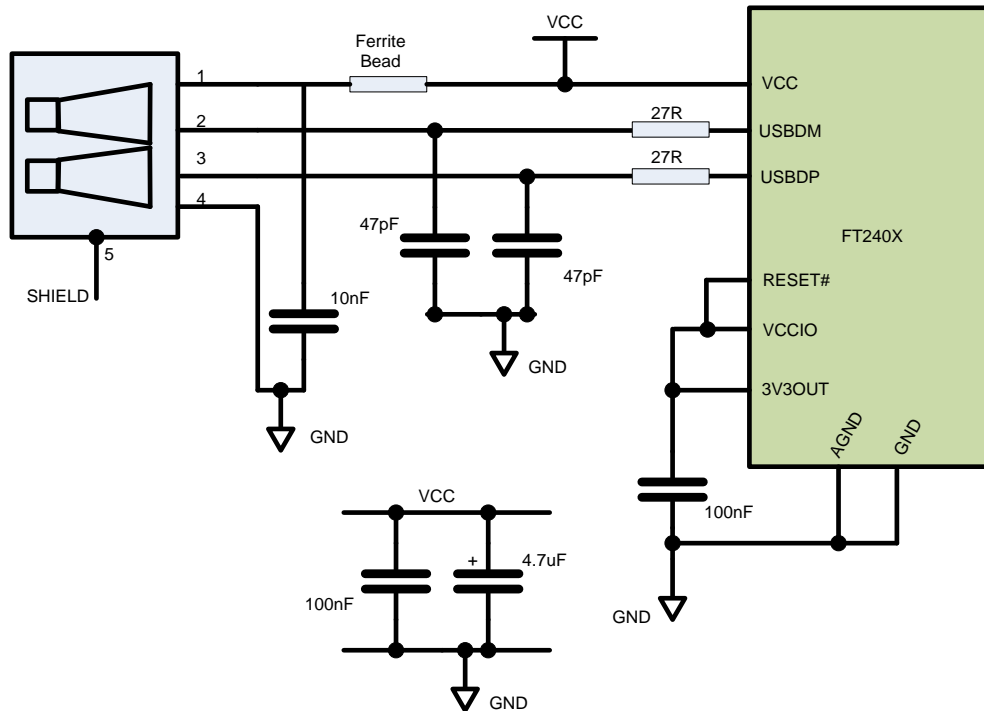 VCC
Ferrite
Bead
1
VCC
27R
2
USBDM
27R
3
USBDP
4
47pF
FT240X
5
47pF
RESET#
SHIELD
10nF
VCCIO
GND
3V3OUT
GND
AGND
GND
VCC
100nF
+
4.7uF
100nF
GND
GND